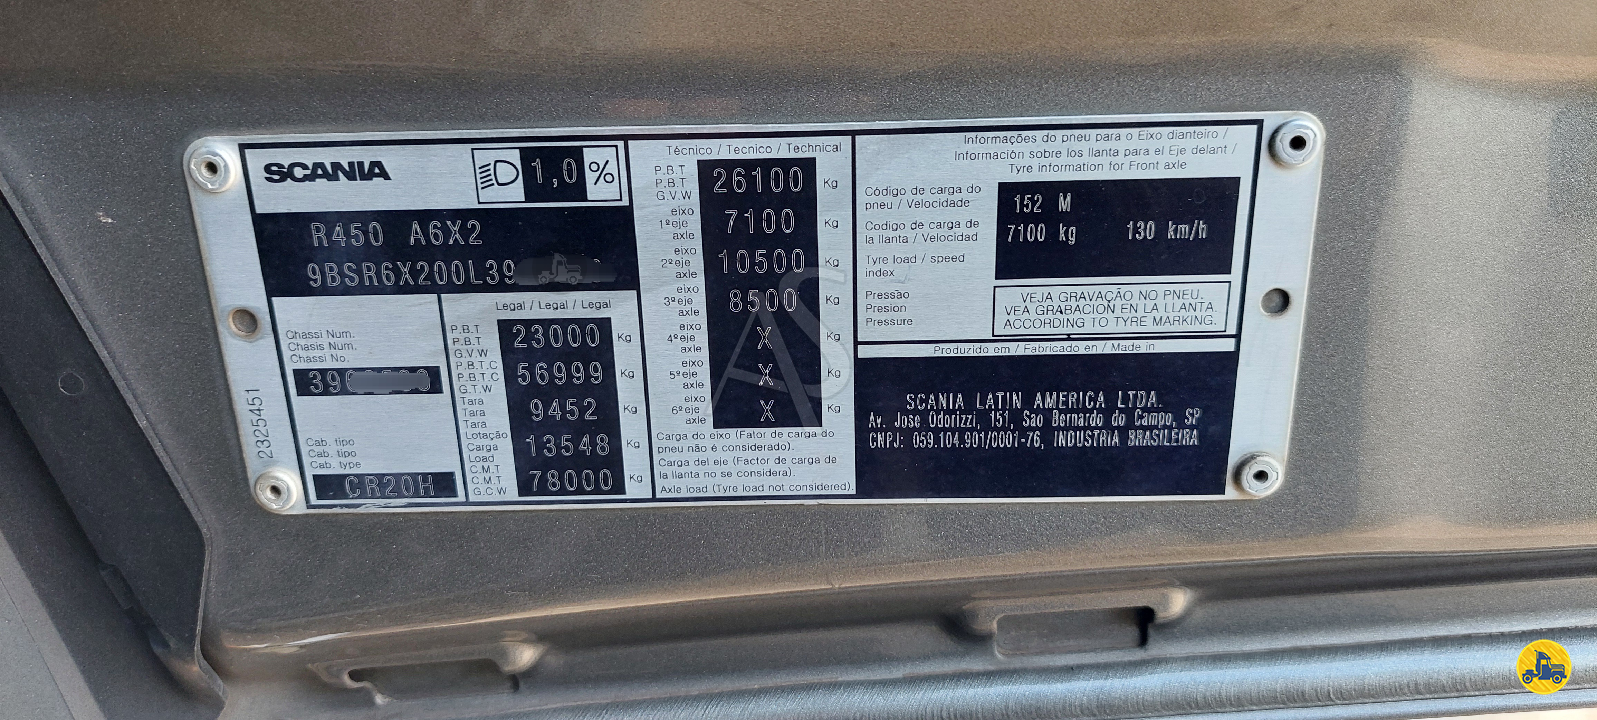 SCANIA
1,0 %
R450 A6X2
9BSR6X200L39
Chassi Num.
Chasis Num.
Chassi No.
Cab. tipo
Cab. tipo
Cab. type
CR20H
2325451
Legal / Legal / Legal
P.B.T
P.B.T
G.V.W
23000 Kg
P.B.T.C
P.B.T.C
G.T.W
56999 Kg
Tara
Tara
Tara
9452 Kg
Lotação
Carga
Load
13548 Kg
C.M.T
C.M.T
G.C.W
78000 Kg
Técnico / Tecnico / Technical
P.B.T
P.B.T
G.V.W
26100 Kg
eixo
1ºeje
axle
7100 Kg
eixo
2ºeje
axle
10500 Kg
eixo
3ºeje
axle
8500 Kg
eixo
4ºeje
axle
X Kg
eixo
5ºeje
axle
X Kg
eixo
6ºeje
axle
X Kg
Carga do eixo (Fator de carga do
pneu não é considerado).
Carga del eje (Factor de carga de
la llanta no se considera).
Axle load (Tyre load not considered).
Informações do pneu para o Eixo dianteiro /
Información sobre los llanta para el Eje delant /
Tyre information for Front axle
Código de carga do
pneu / Velocidade
Codigo de carga de
la llanta / Velocidad
Tyre load / speed
index
152 M
7100 kg 130 km/h
Pressão
Presion
Pressure
VEJA GRAVAÇÃO NO PNEU.
VEA GRABACION EN LA LLANTA.
ACCORDING TO TYRE MARKING.
Produzido em / Fabricado en / Made in
SCANIA LATIN AMERICA LTDA.
Av. Jose Odorizzi, 151, Sao Bernardo do Campo, SP
CNPJ: 059.104.901/0001-76, INDUSTRIA BRASILEIRA
AS